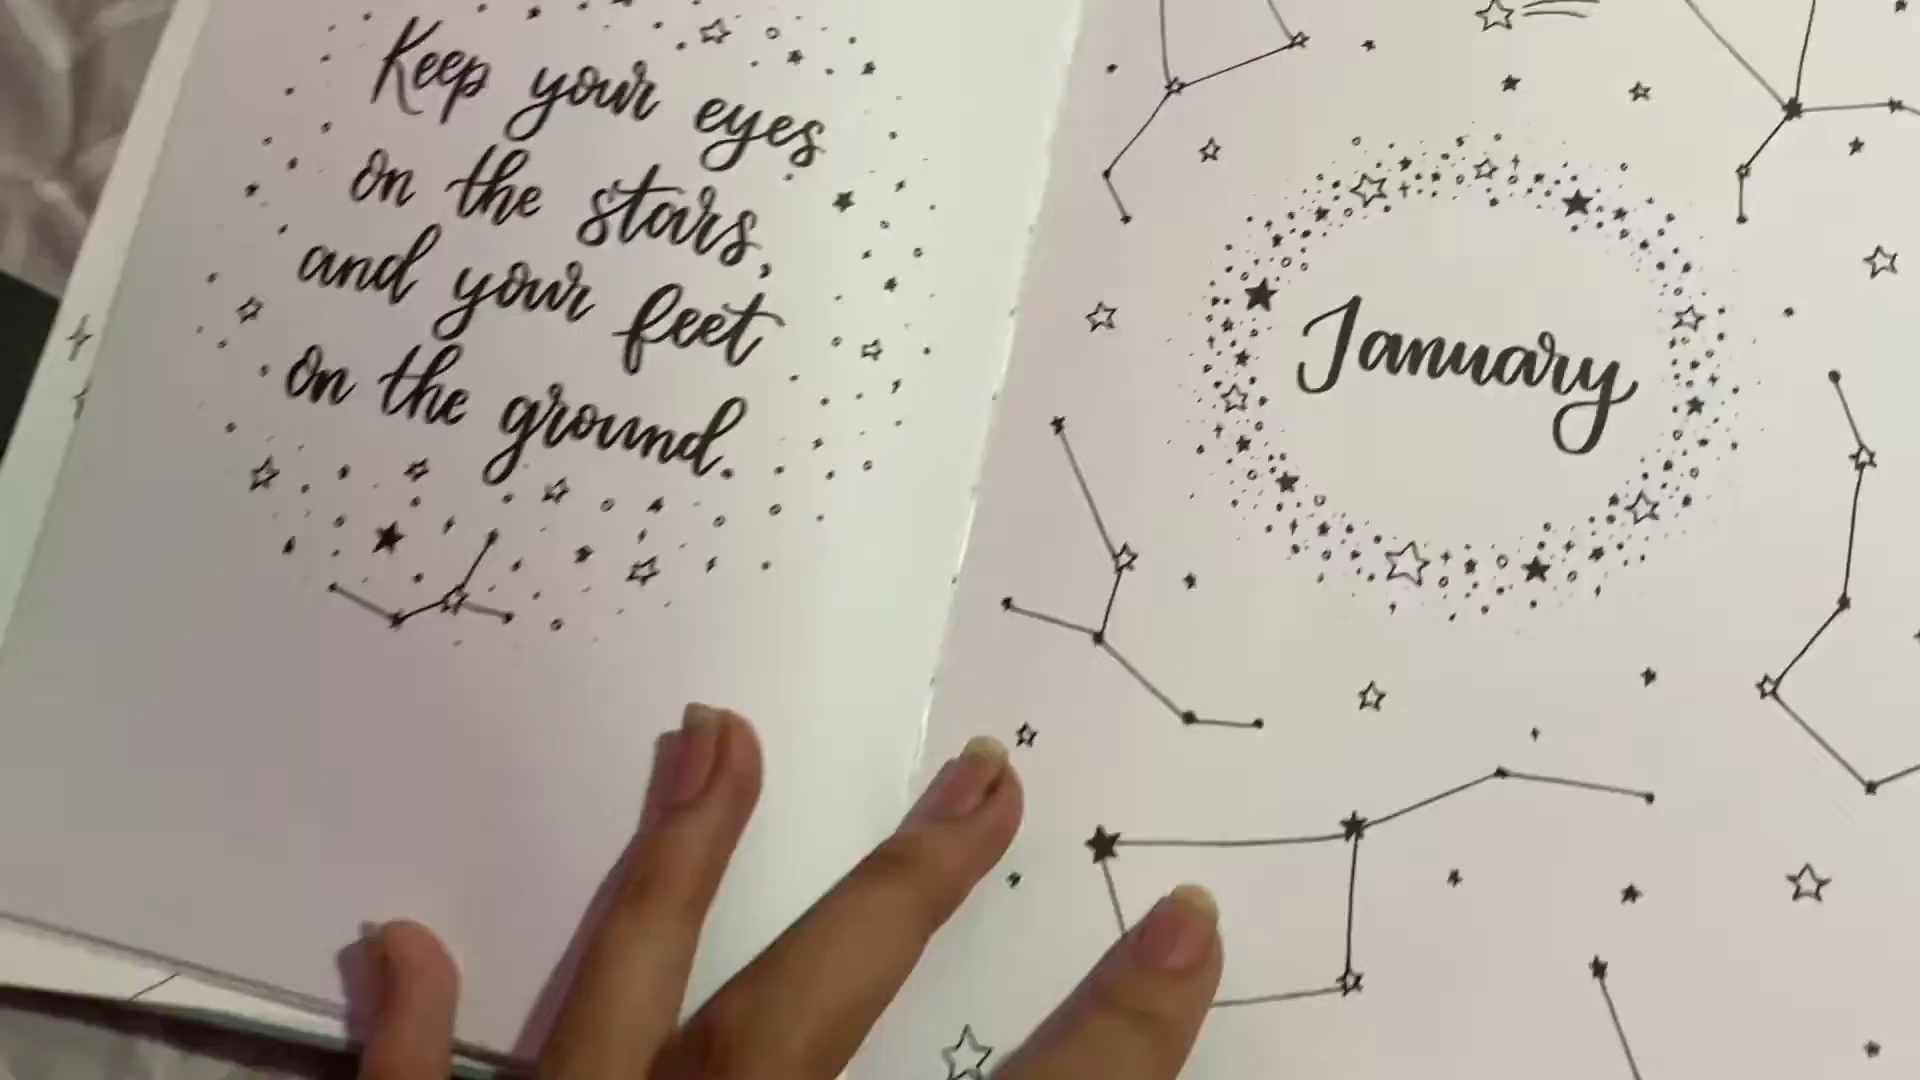 Keep your eyes
on the stars,
and your feet
on the ground.
January